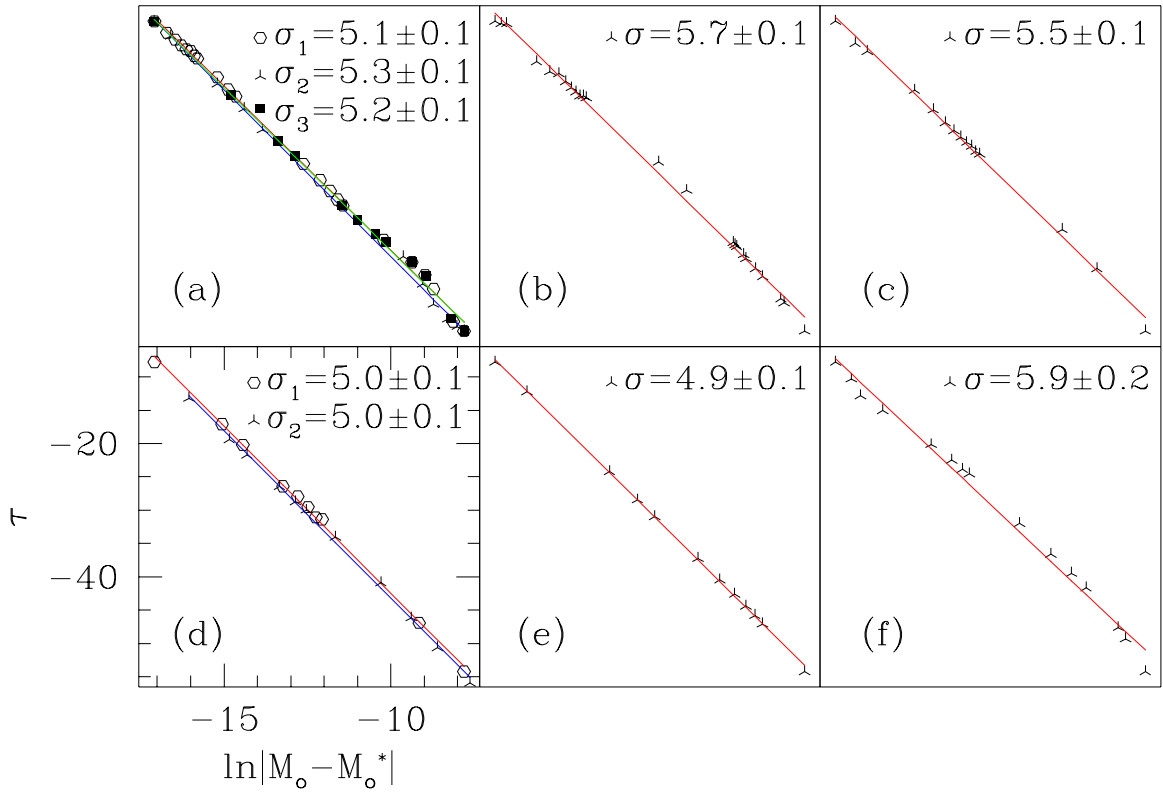 σ₁=5.1±0.1
σ₂=5.3±0.1
σ₃=5.2±0.1
(a)
σ=5.7±0.1
(b)
σ=5.5±0.1
(c)
σ₁=5.0±0.1
σ₂=5.0±0.1
(d)
σ=4.9±0.1
(e)
σ=5.9±0.2
(f)
−20
−40
τ
−15 −10
ln|Mₒ−Mₒ*|